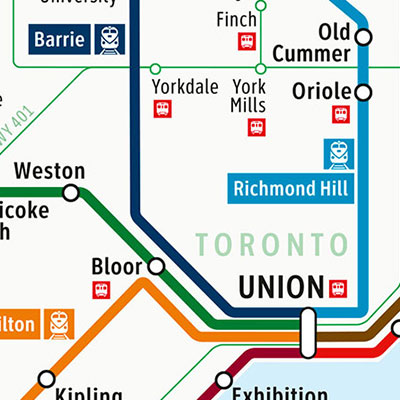 University
Finch
Barrie
Old
Cummer
Yorkdale
York
Mills
Oriole
WY 401
Weston
icoke
h
Richmond Hill
TORONTO
Bloor
UNION
ilton
Kipling
Exhibition